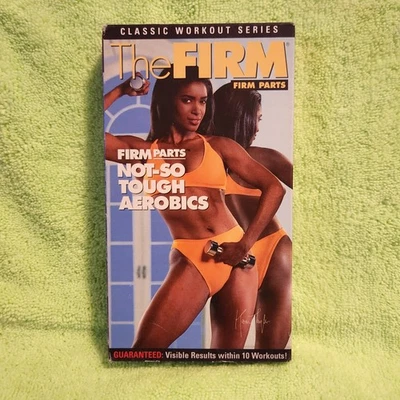 CLASSIC WORKOUT SERIES
The FIRM®
FIRM PARTS
FIRM PARTS
NOT-SO
TOUGH
AEROBICS
GUARANTEED: Visible Results within 10 Workouts!